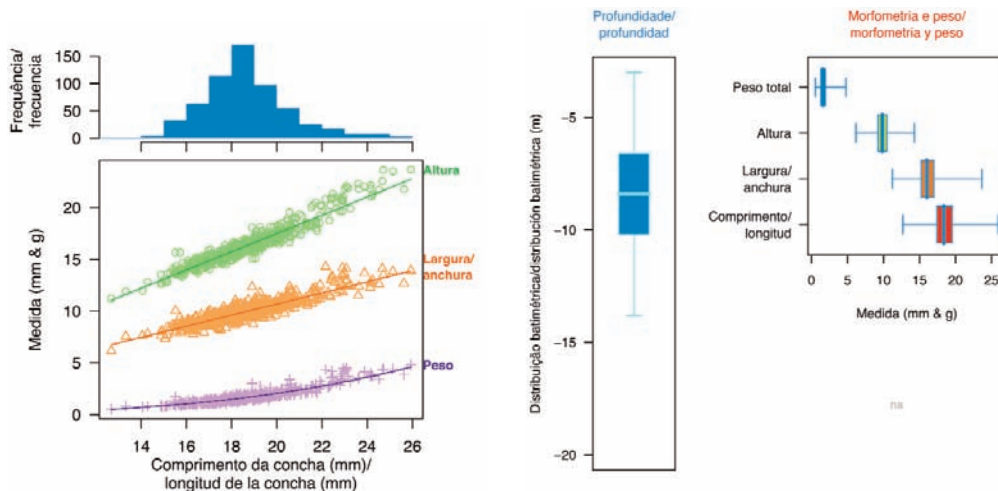 Frequência/
frecuencia
150
100
50
0
Altura
Largura/
anchura
Peso
Medida (mm & g)
20
15
10
5
0
14 16 18 20 22 24 26
Comprimento da concha (mm)/
longitud de la concha (mm)
Profundidade/
profundidad
Distribuição batimétrica/distribución batimétrica (m)
−5
−10
−15
−20
Morfometria e peso/
morfometría y peso
Peso total
Altura
Largura/
anchura
Comprimento/
longitud
0 5 10 15 20 25
Medida (mm & g)
na